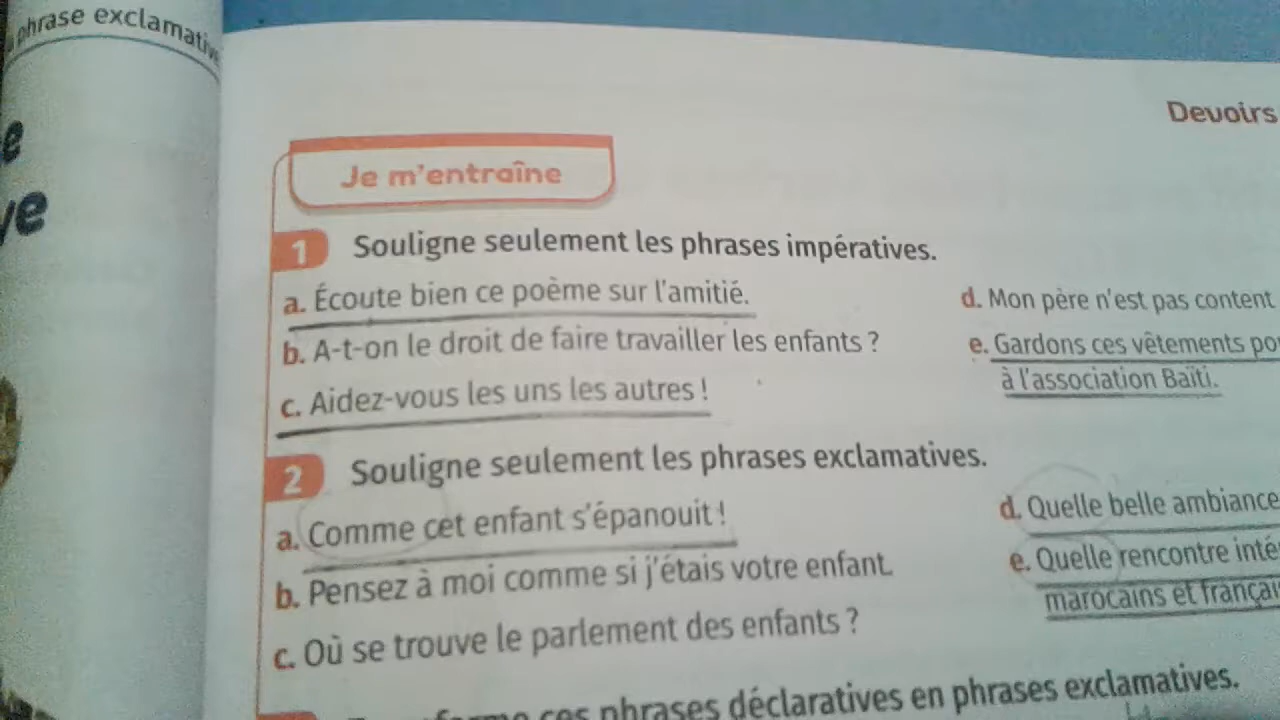 phrase exclamative
e
ve
Devoirs
Je m'entraîne
1 Souligne seulement les phrases impératives.
a. Écoute bien ce poème sur l'amitié.
b. A-t-on le droit de faire travailler les enfants ?
c. Aidez-vous les uns les autres !
d. Mon père n'est pas content
e. Gardons ces vêtements
à l'association Baïti.
2 Souligne seulement les phrases exclamatives.
a. Comme cet enfant s'épanouit !
b. Pensez à moi comme si j'étais votre enfant.
c. Où se trouve le parlement des enfants ?
d. Quelle belle ambiance
e. Quelle rencontre
marocains et
ces phrases déclaratives en phrases exclamatives.